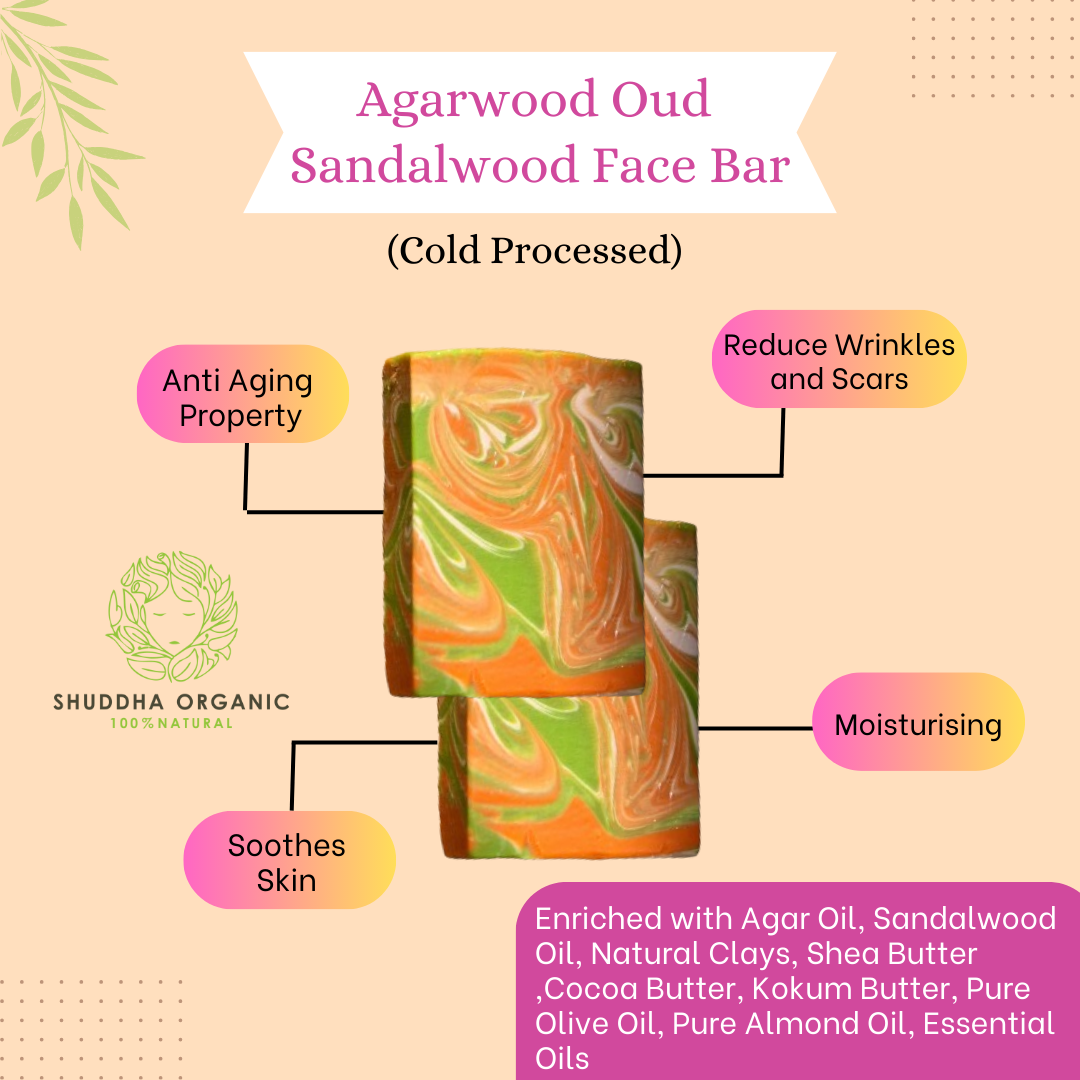 Agarwood Oud
Sandalwood Face Bar
(Cold Processed)
Anti Aging
Property
Reduce Wrinkles
and Scars
SHUDDHA ORGANIC
100%NATURAL
Moisturising
Soothes
Skin
Enriched with Agar Oil, Sandalwood
Oil, Natural Clays, Shea Butter
,Cocoa Butter, Kokum Butter, Pure
Olive Oil, Pure Almond Oil, Essential
Oils